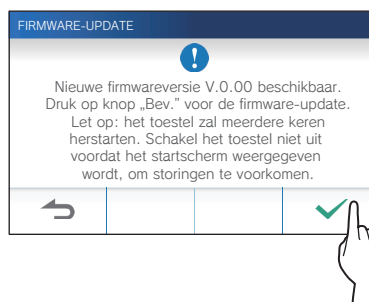 FIRMWARE-UPDATE
Nieuwe firmwareversie V.0.00 beschikbaar.
Druk op knop „Bev.” voor de firmware-update.
Let op: het toestel zal meerdere keren
herstarten. Schakel het toestel niet uit
voordat het startscherm weergegeven
wordt, om storingen te voorkomen.